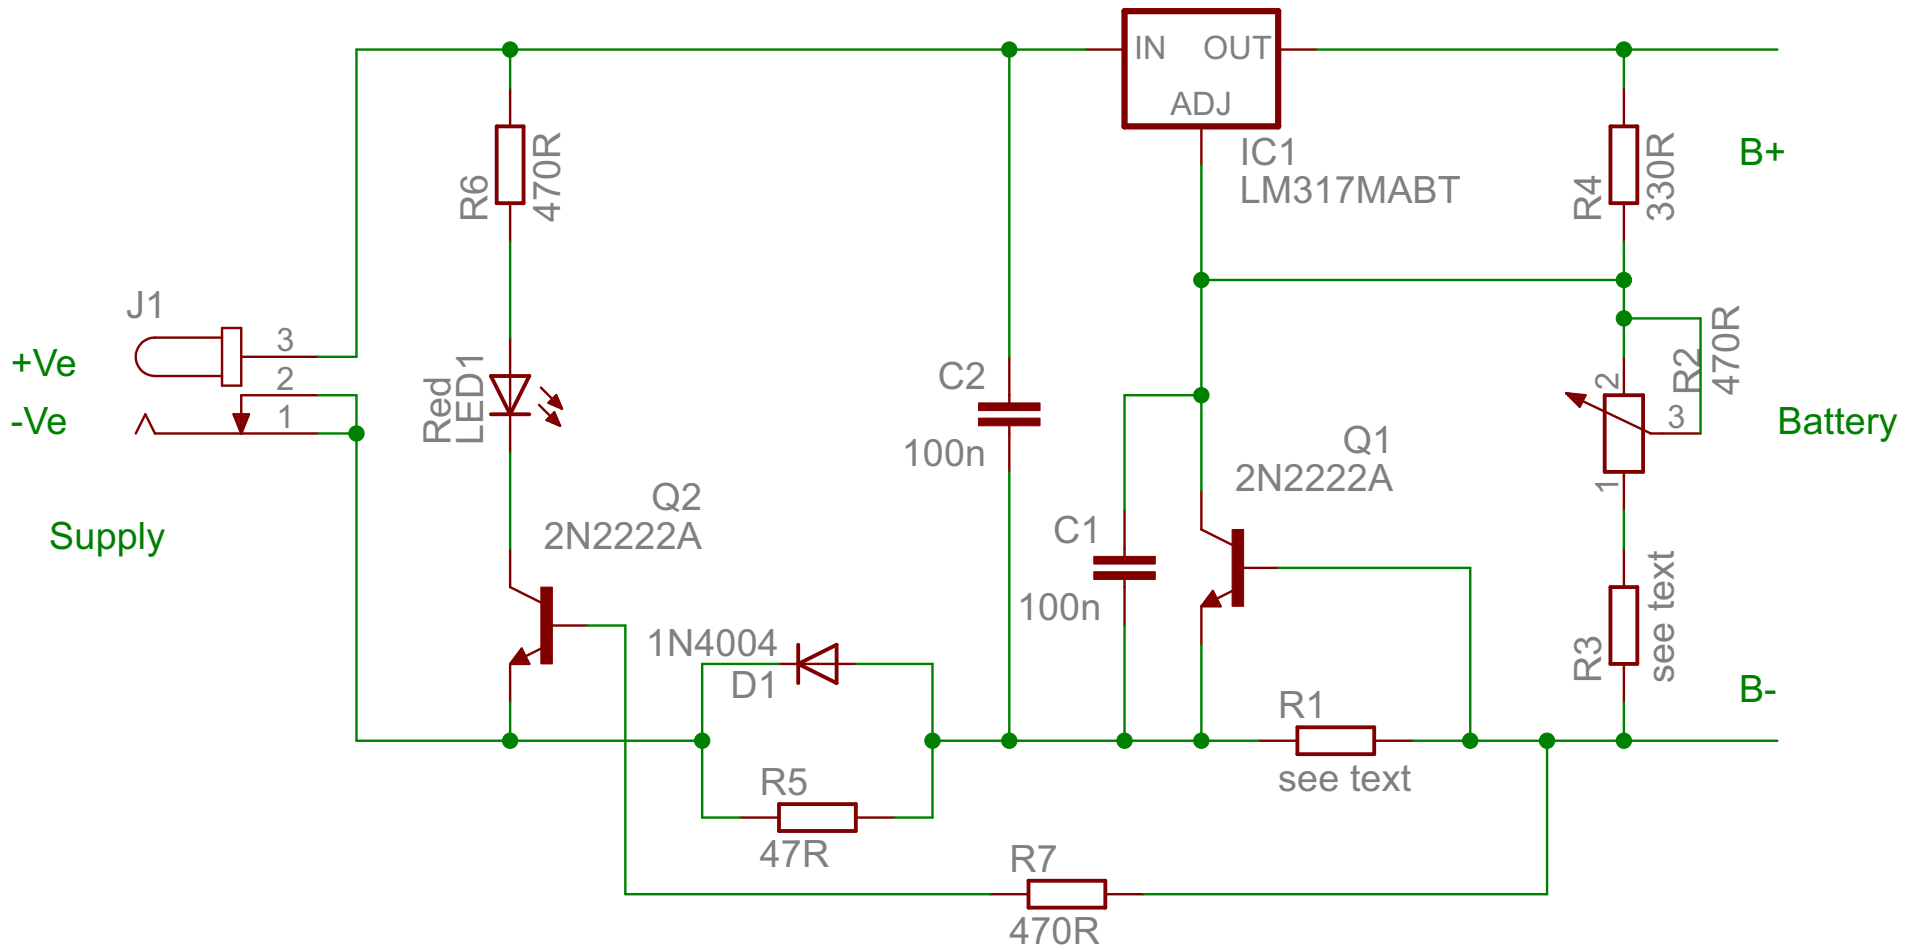 IN OUT
ADJ
IC1
LM317MABT
B+
R6
470R
R4
330R
J1
3
2
1
+Ve
-Ve
Supply
Red
LED1
C2
100n
2
R2
470R
3
1
Battery
Q1
2N2222A
Q2
2N2222A
C1
100n
R3
see text
B-
1N4004
D1
R1
see text
R5
47R
R7
470R